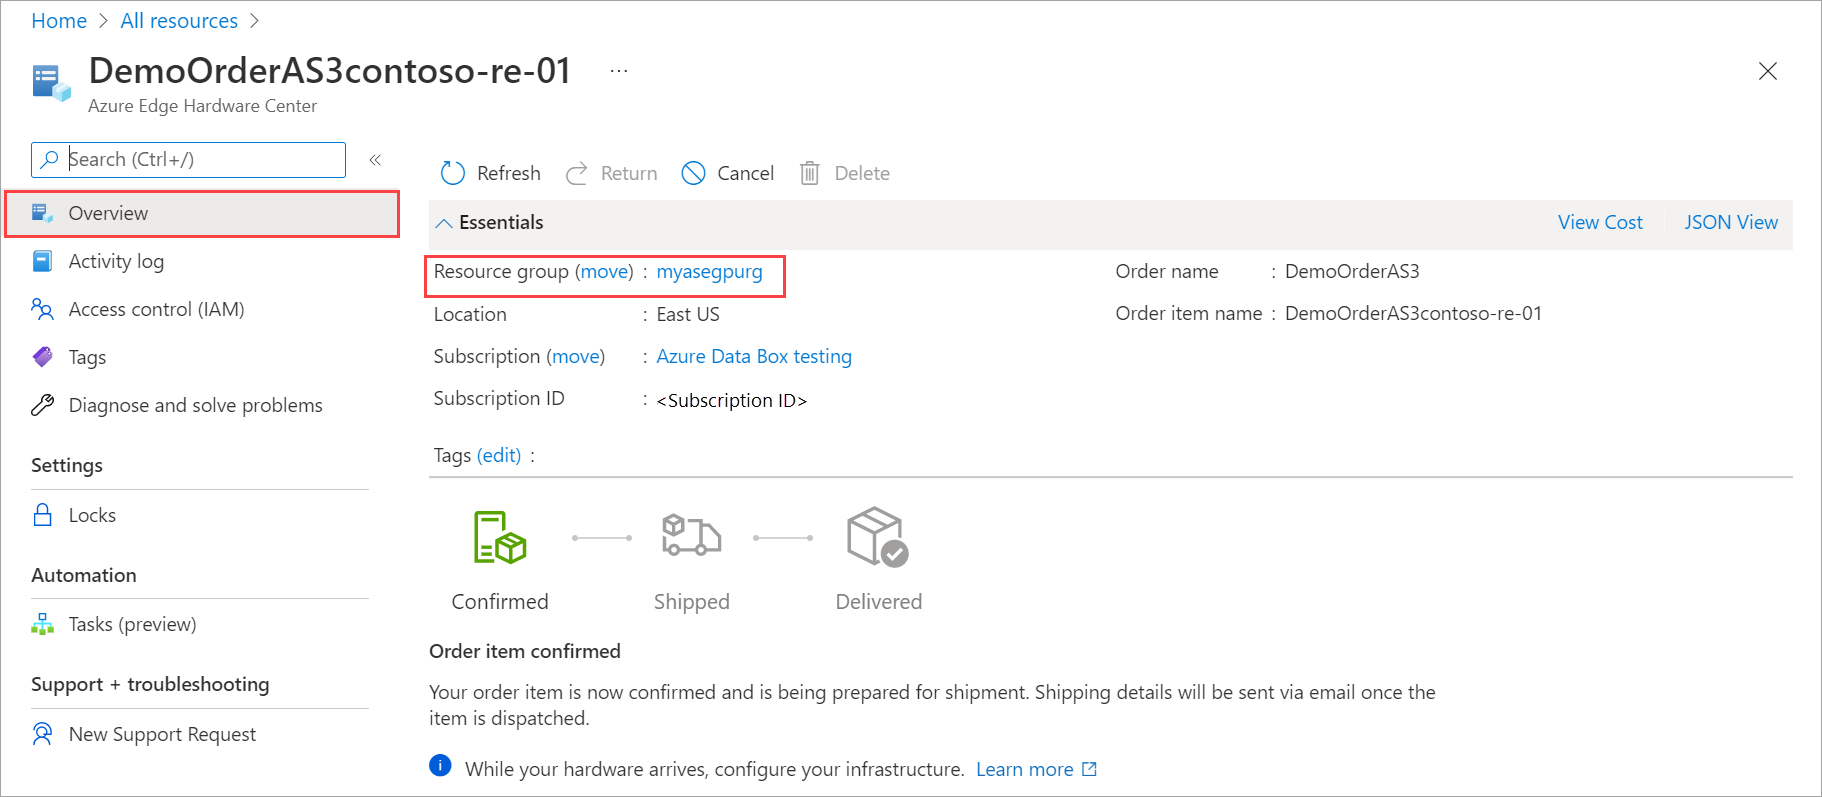 Home > All resources >
DemoOrderAS3contoso-re-01 ...
Azure Edge Hardware Center
Search (Ctrl+/) «
Overview
Activity log
Access control (IAM)
Tags
Diagnose and solve problems
Settings
Locks
Automation
Tasks (preview)
Support + troubleshooting
New Support Request
Refresh Return Cancel Delete
Essentials View Cost JSON View
Resource group (move) : myasegpurg
Location : East US
Subscription (move) : Azure Data Box testing
Subscription ID : <Subscription ID>
Order name : DemoOrderAS3
Order item name : DemoOrderAS3contoso-re-01
Tags (edit) :
Confirmed Shipped Delivered
Order item confirmed
Your order item is now confirmed and is being prepared for shipment. Shipping details will be sent via email once the
item is dispatched.
While your hardware arrives, configure your infrastructure. Learn more